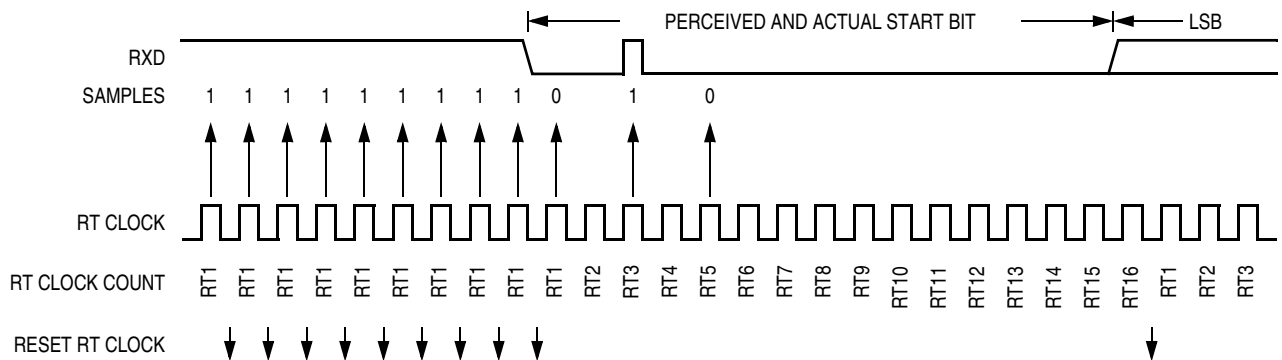 PERCEIVED AND ACTUAL START BIT LSB
RXD
SAMPLES 1 1 1 1 1 1 1 1 1 0 1 0
RT CLOCK
RT CLOCK COUNT RT1 RT1 RT1 RT1 RT1 RT1 RT1 RT1 RT1 RT1 RT2 RT3 RT4 RT5 RT6 RT7 RT8 RT9 RT10 RT11 RT12 RT13 RT14 RT15 RT16 RT1 RT2 RT3
RESET RT CLOCK